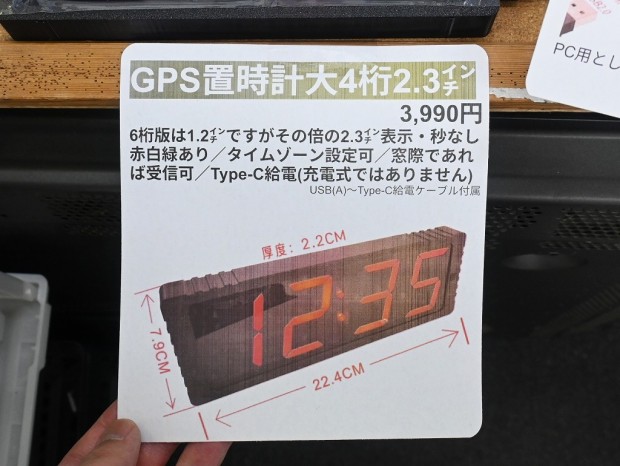 GPS置時計大4桁2.3㌅
3,990円
6桁版は1.2㌅ですがその倍の2.3㌅表示・秒なし
赤白緑あり／タイムゾーン設定可／窓際であれ
ば受信可／Type-C給電(充電式ではありません)
USB(A)～Type-C給電ケーブル付属
厚度: 2.2CM
12:35
7.9CM
22.4CM
PC用とし